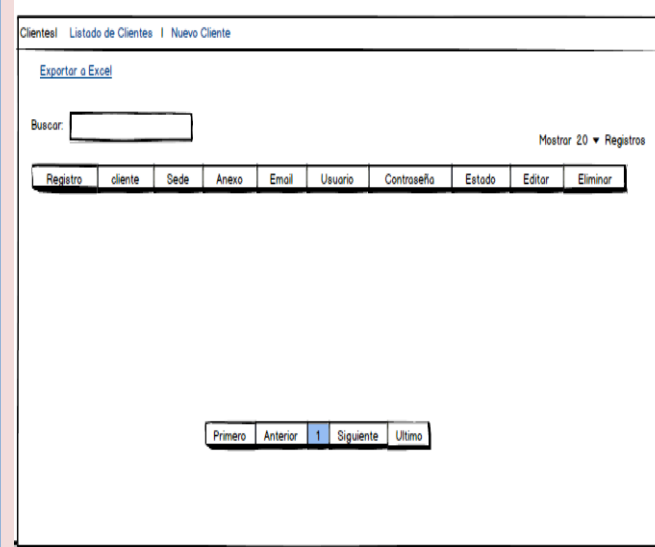 Clientesl Listado de Clientes I Nuevo Cliente
Exportar a Excel
Buscar:
Mostrar 20 ▼ Registros
Registro cliente Sede Anexo Email Usuario Contraseña Estado Editar Eliminar
Primero Anterior 1 Siguiente Ultimo